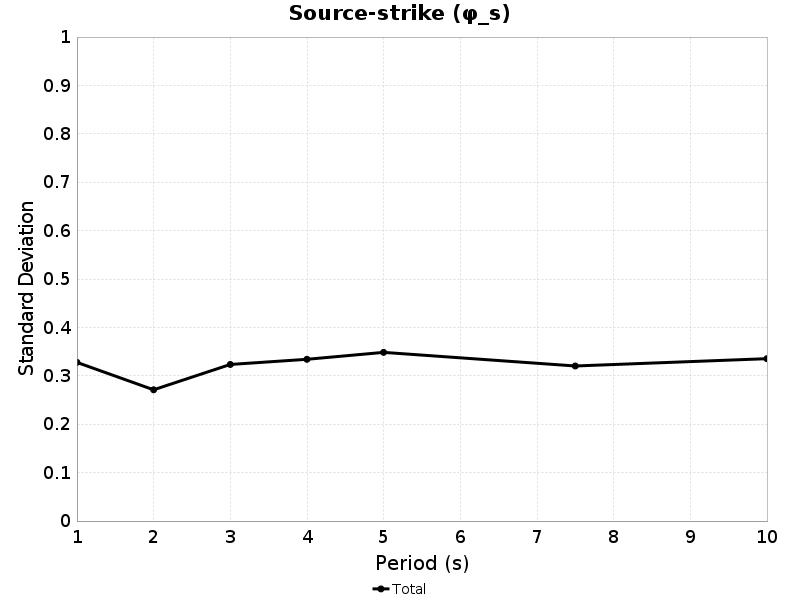 Source-strike (φ_s)
1
0.9
0.8
0.7
0.6
0.5
0.4
0.3
0.2
0.1
0
Standard Deviation
1 2 3 4 5 6 7 8 9 10
Period (s)
Total